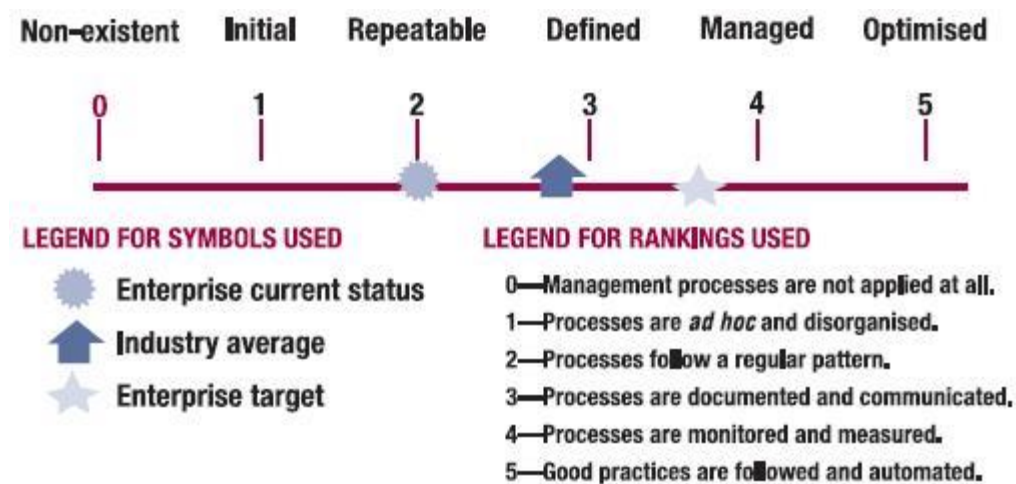 Non-existent Initial Repeatable Defined Managed Optimised
0 1 2 3 4 5
LEGEND FOR SYMBOLS USED
Enterprise current status
Industry average
Enterprise target
LEGEND FOR RANKINGS USED
0—Management processes are not applied at all.
1—Processes are ad hoc and disorganised.
2—Processes follow a regular pattern.
3—Processes are documented and communicated.
4—Processes are monitored and measured.
5—Good practices are followed and automated.